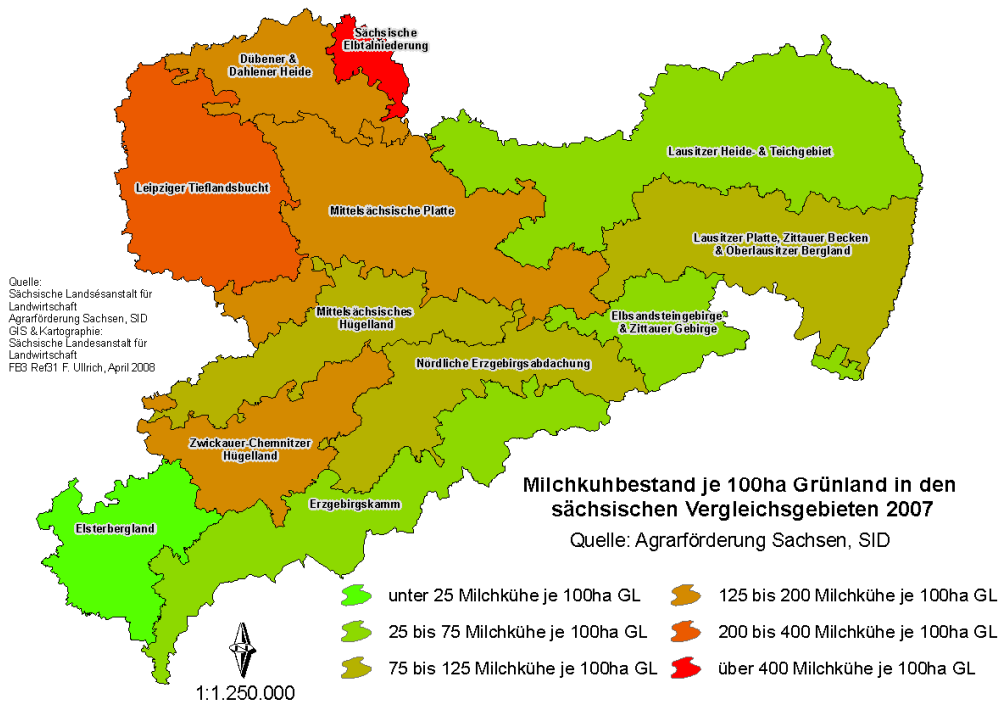 Sächsische
Elbtalniederung
Dübener &
Dahlener Heide
Lausitzer Heide- & Teichgebiet
Leipziger Tieflandsbucht
Mittelsächsische Platte
Lausitzer Platte, Zittauer Becken
& Oberlausitzer Bergland
Quelle:
Sächsische Landsésanstalt für
Landwirtschaft
Agrarförderung Sachsen, SID
GIS & Kartographie:
Sächsische Landesanstalt für
Landwirtschaft
FB3 Ref31 F. Ullrich, April 2008
Mittelsächsisches
Hügelland
Elbsandsteingebirge
& Zittauer Gebirge
Nördliche Erzgebirgsabdachung
Zwickauer-Chemnitzer
Hügelland
Erzgebirgskamm
Elsterbergland
Milchkuhbestand je 100ha Grünland in den
sächsischen Vergleichsgebieten 2007
Quelle: Agrarförderung Sachsen, SID
unter 25 Milchkühe je 100ha GL
25 bis 75 Milchkühe je 100ha GL
75 bis 125 Milchkühe je 100ha GL
125 bis 200 Milchkühe je 100ha GL
200 bis 400 Milchkühe je 100ha GL
über 400 Milchkühe je 100ha GL
N
1:1.250.000